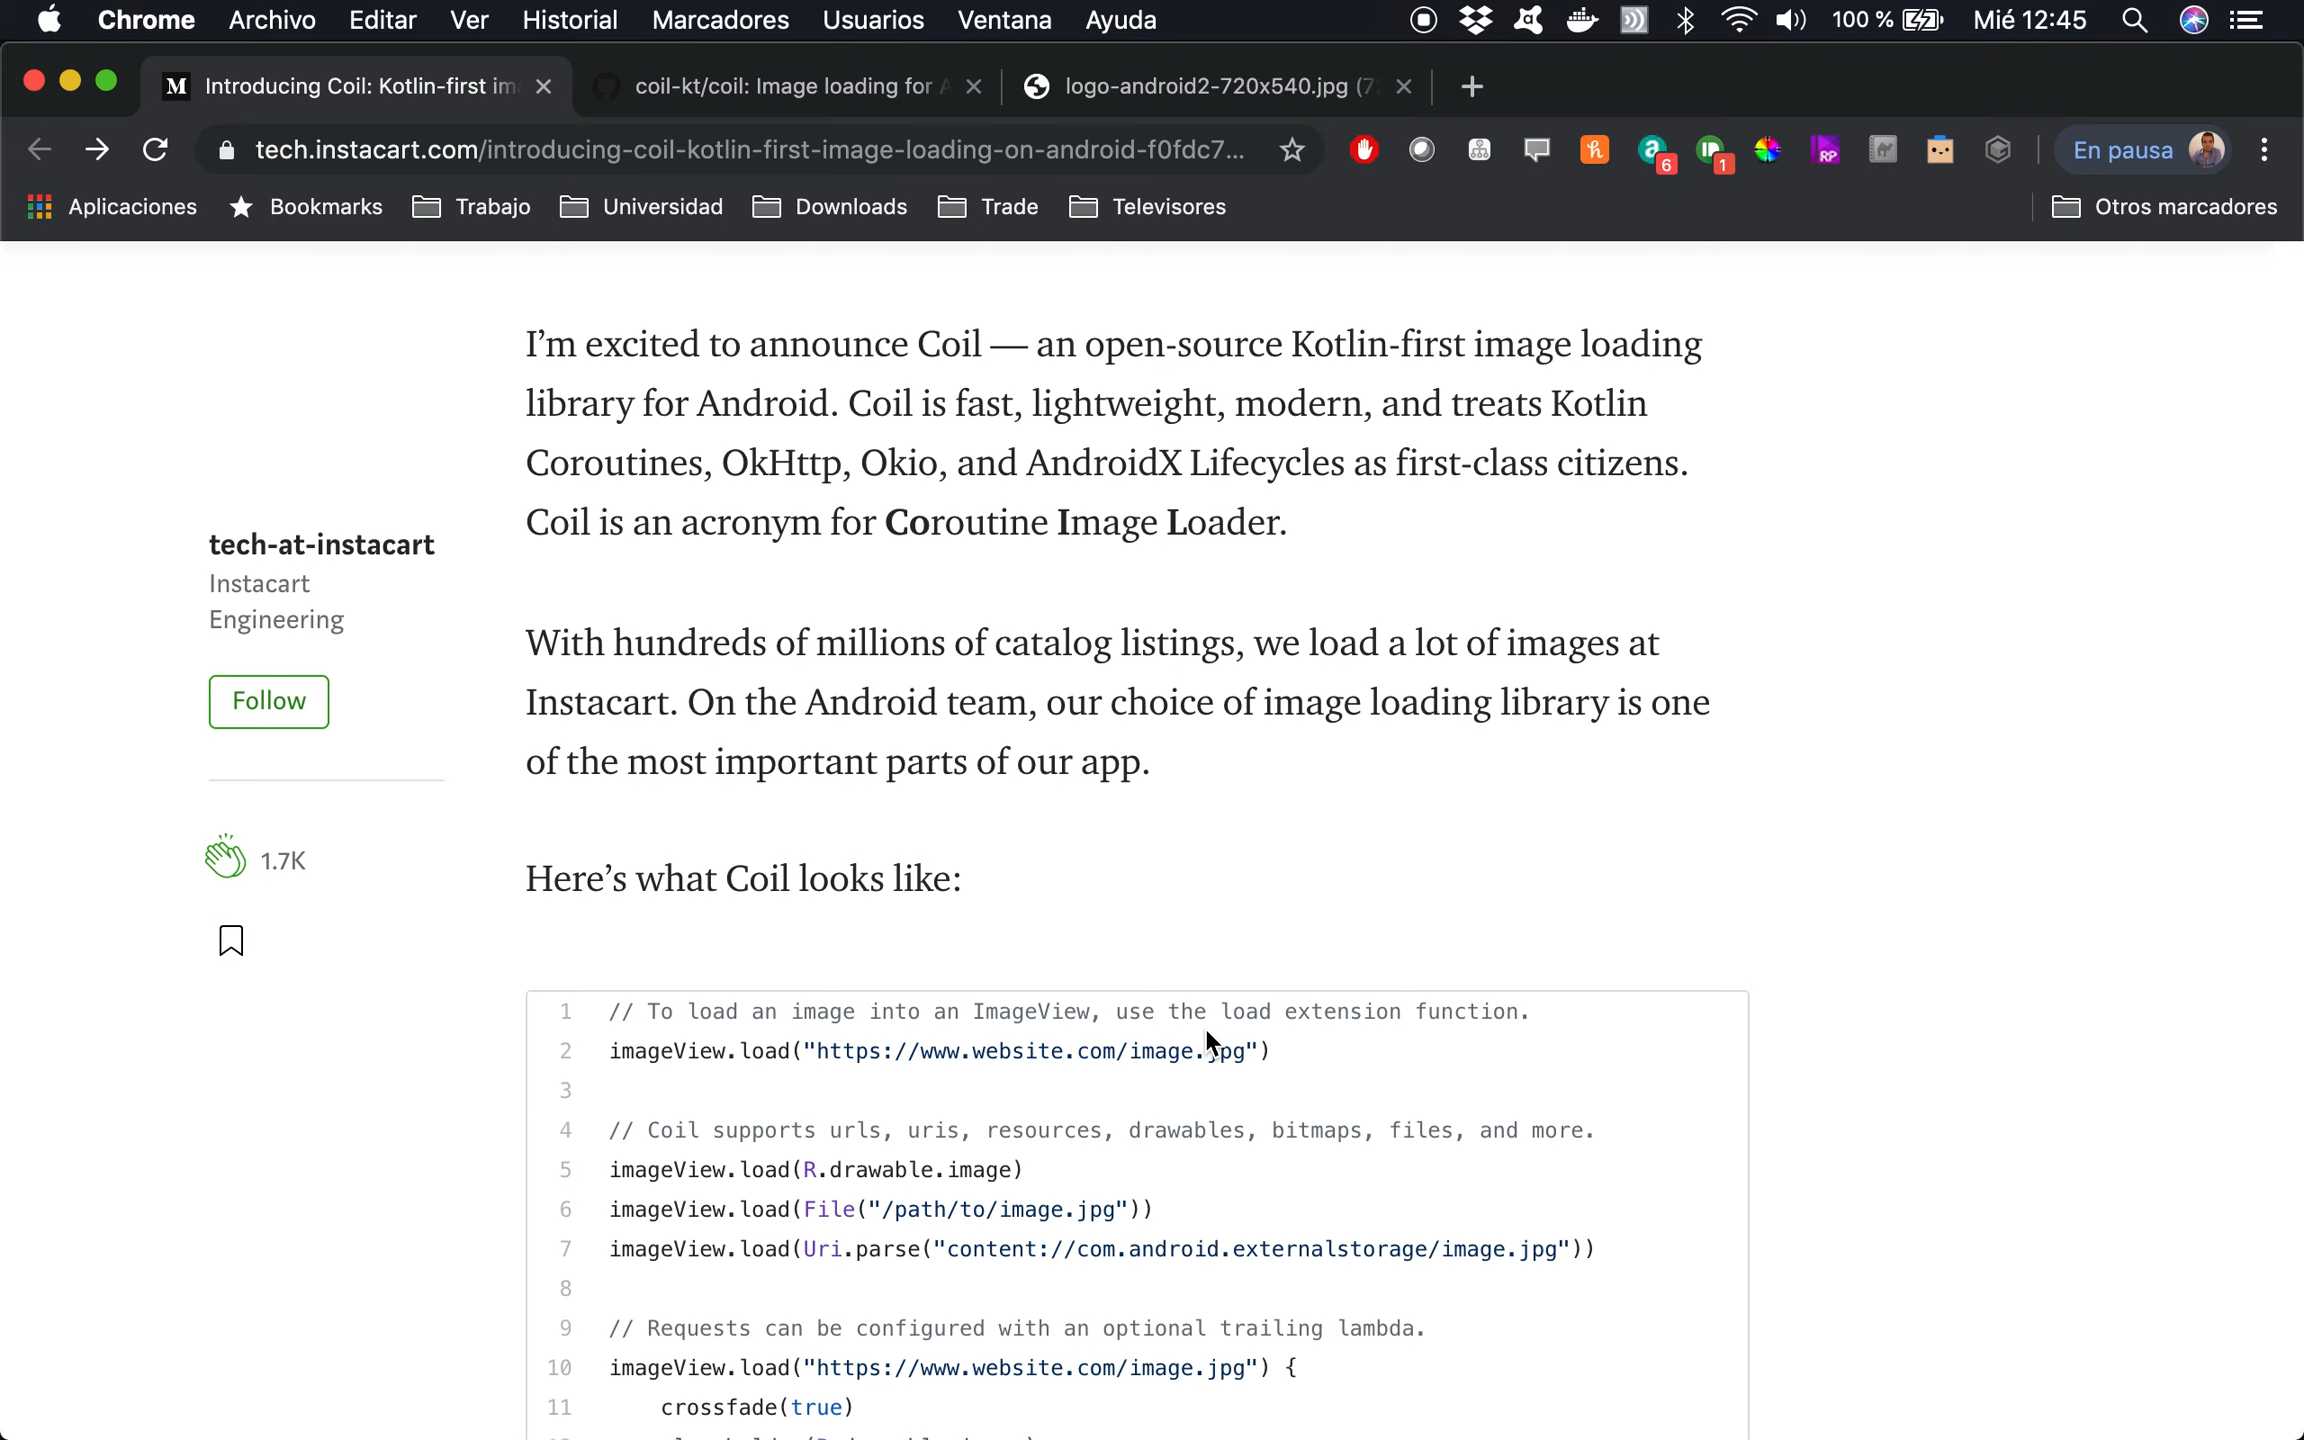 Chrome Archivo Editar Ver Historial Marcadores Usuarios Ventana Ayuda 100 % Mié 12:45
M Introducing Coil: Kotlin-first im coil-kt/coil: Image loading for A logo-android2-720x540.jpg (7
tech.instacart.com/introducing-coil-kotlin-first-image-loading-on-android-f0fdc7... h a 6 1 RP En pausa
Aplicaciones Bookmarks Trabajo Universidad Downloads Trade Televisores Otros marcadores
I’m excited to announce Coil — an open-source Kotlin-first image loading
library for Android. Coil is fast, lightweight, modern, and treats Kotlin
Coroutines, OkHttp, Okio, and AndroidX Lifecycles as first-class citizens.
Coil is an acronym for Coroutine Image Loader.
tech-at-instacart
Instacart
Engineering
Follow
1.7K
With hundreds of millions of catalog listings, we load a lot of images at
Instacart. On the Android team, our choice of image loading library is one
of the most important parts of our app.
Here’s what Coil looks like:
1 // To load an image into an ImageView, use the load extension function.
2 imageView.load("https://www.website.com/image.jpg")
3
4 // Coil supports urls, uris, resources, drawables, bitmaps, files, and more.
5 imageView.load(R.drawable.image)
6 imageView.load(File("/path/to/image.jpg"))
7 imageView.load(Uri.parse("content://com.android.externalstorage/image.jpg"))
8
9 // Requests can be configured with an optional trailing lambda.
10 imageView.load("https://www.website.com/image.jpg") {
11 crossfade(true)